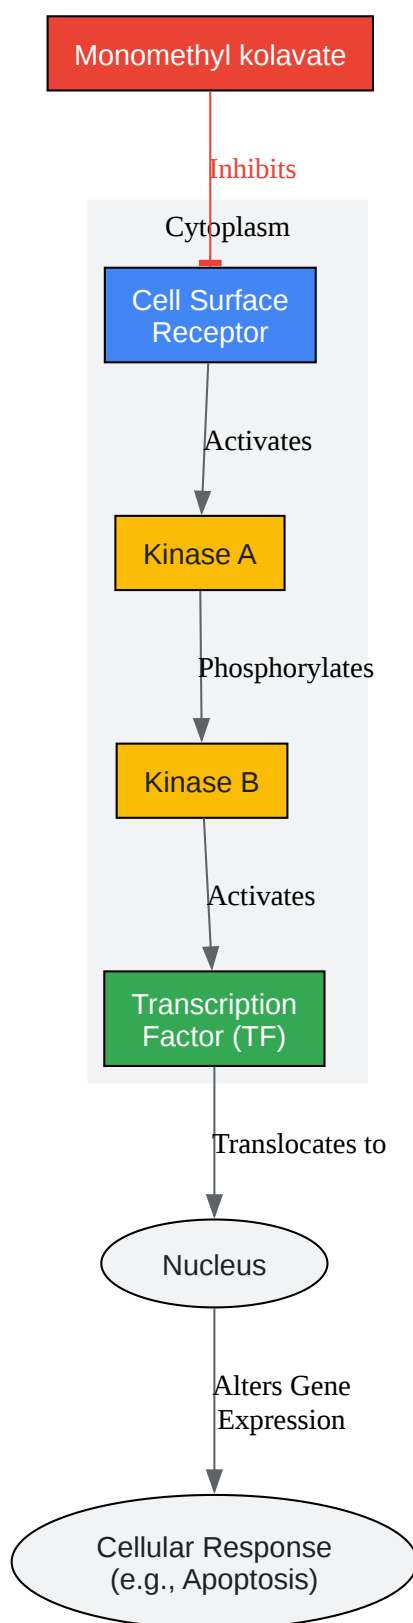 Monomethyl kolavate
Inhibits
Cytoplasm
Cell Surface
Receptor
Activates
Kinase A
Phosphorylates
Kinase B
Activates
Transcription
Factor (TF)
Translocates to
Nucleus
Alters Gene
Expression
Cellular Response
(e.g., Apoptosis)